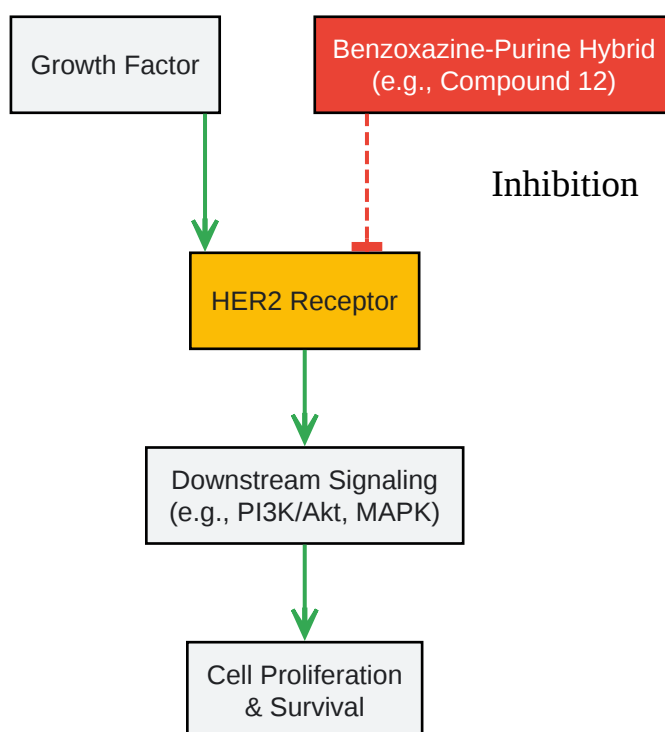 Growth Factor
Benzoxazine-Purine Hybrid
(e.g., Compound 12)
Inhibition
HER2 Receptor
Downstream Signaling
(e.g., PI3K/Akt, MAPK)
Cell Proliferation
& Survival